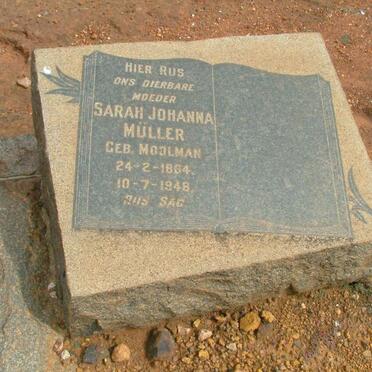 HIER RUS
ONS DIERBARE
MOEDER
SARAH JOHANNA
MÜLLER
GEB. MOOLMAN
24-2-1864.
10-7-1948.
RUS SAG